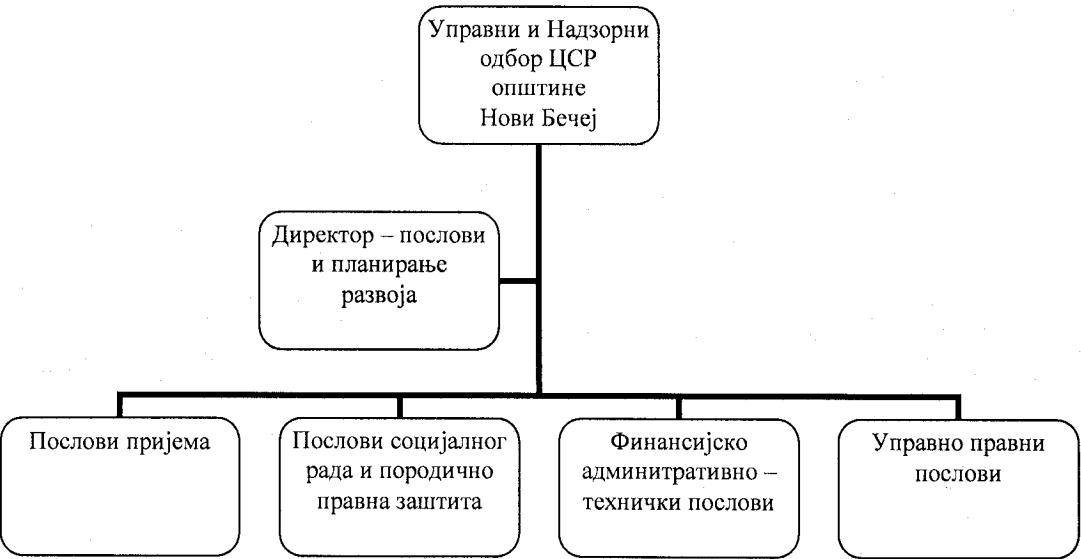 Управни и Надзорни
одбор ЦСР
општине
Нови Бечеј
Директор – послови
и планирање
развоја
Послови пријема
Послови социјалног
рада и породично
правна заштита
Финансијско
админитративно –
технички послови
Управно правни
послови